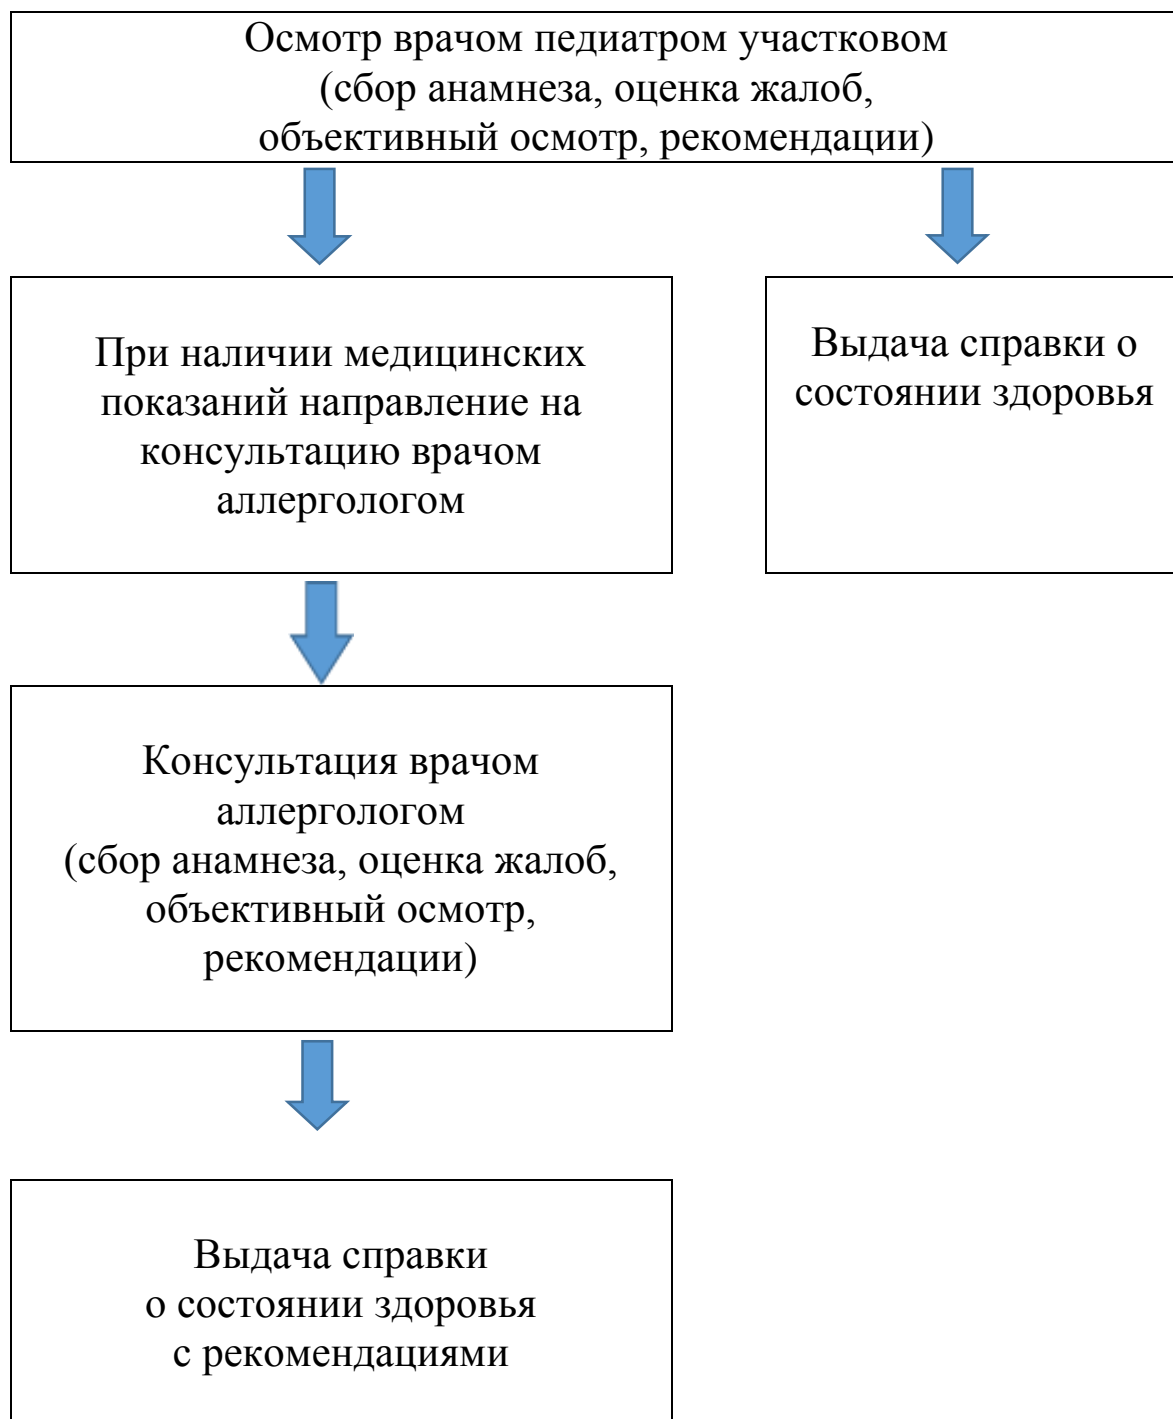 Осмотр врачом педиатром участковом
(сбор анамнеза, оценка жалоб,
объективный осмотр, рекомендации)
При наличии медицинских
показаний направление на
консультацию врачом
аллергологом
Выдача справки о
состоянии здоровья
Консультация врачом
аллергологом
(сбор анамнеза, оценка жалоб,
объективный осмотр,
рекомендации)
Выдача справки
о состоянии здоровья
с рекомендациями